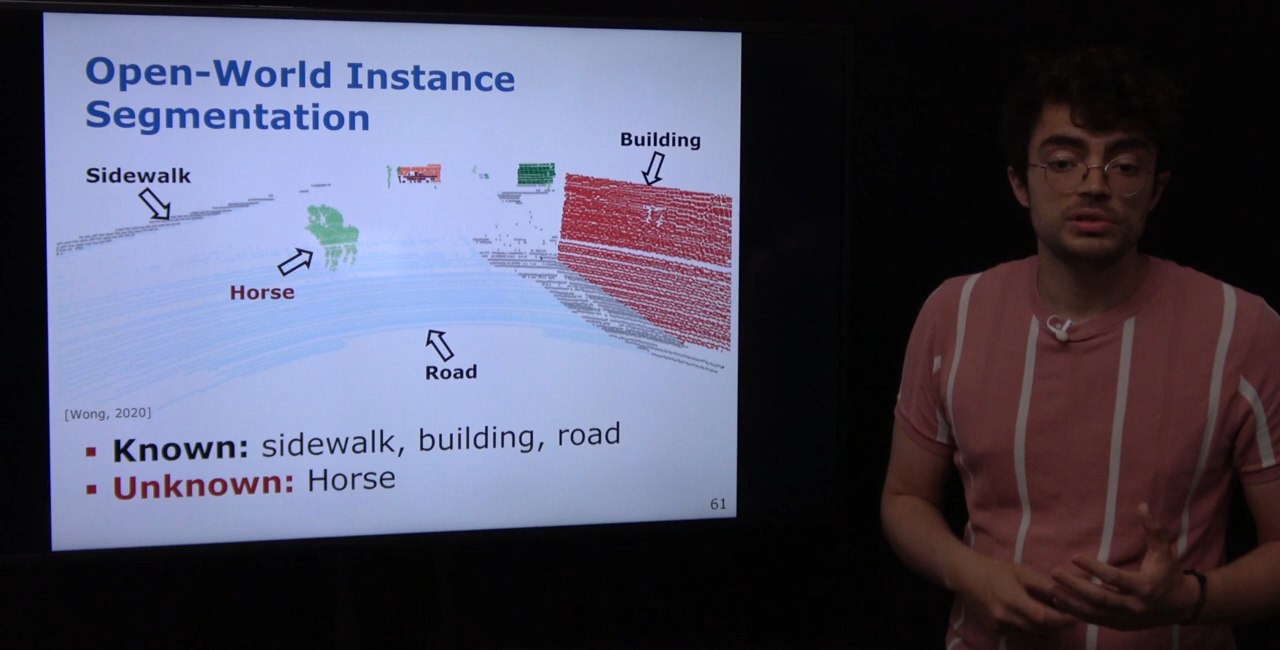 Open-World Instance
Segmentation
Building
Sidewalk
Horse
Road
[Wong, 2020]
▪ Known: sidewalk, building, road
▪ Unknown: Horse
61